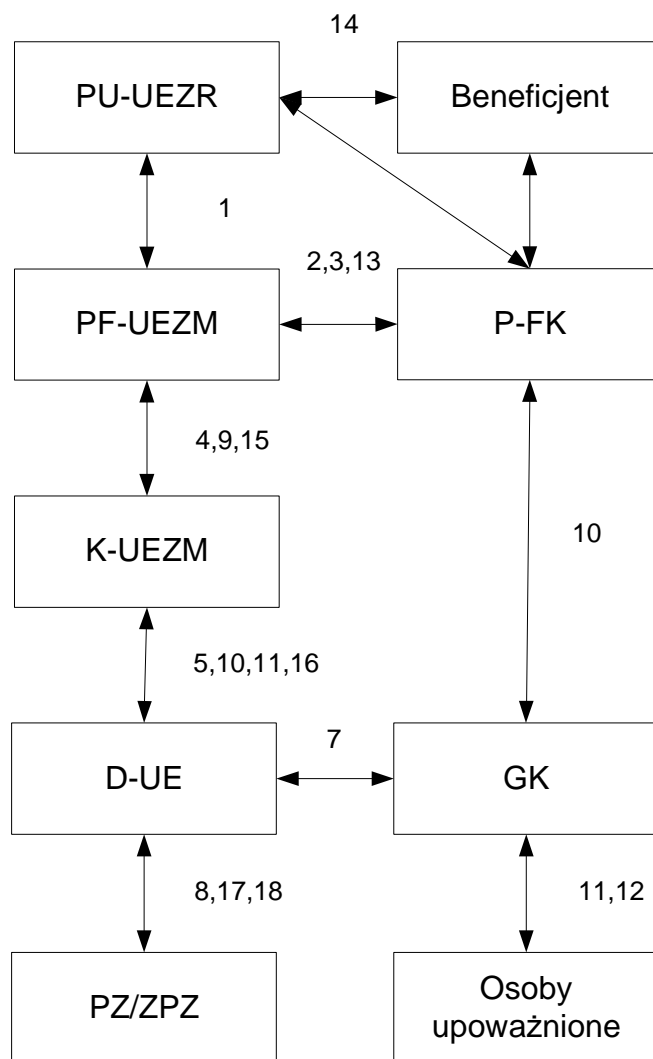 14
PU-UEZR
Beneficjent
1
2,3,13
PF-UEZM
P-FK
4,9,15
K-UEZM
10
5,10,11,16
7
D-UE
GK
8,17,18
11,12
PZ/ZPZ
Osoby
upoważnione